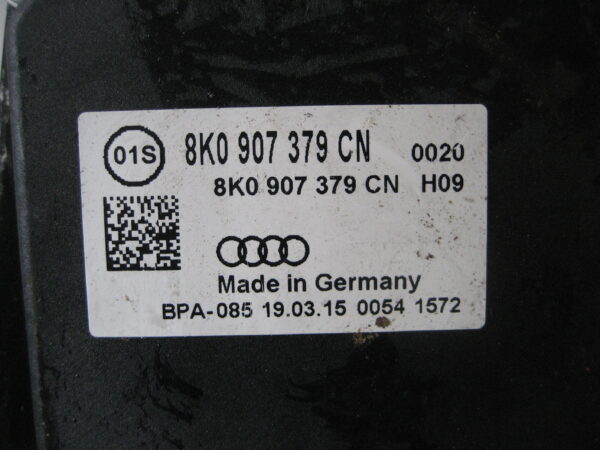 01S 8K0 907 379 CN 0020
8K0 907 379 CN H09
Made in Germany
BPA-085 19.03.15 0054 1572